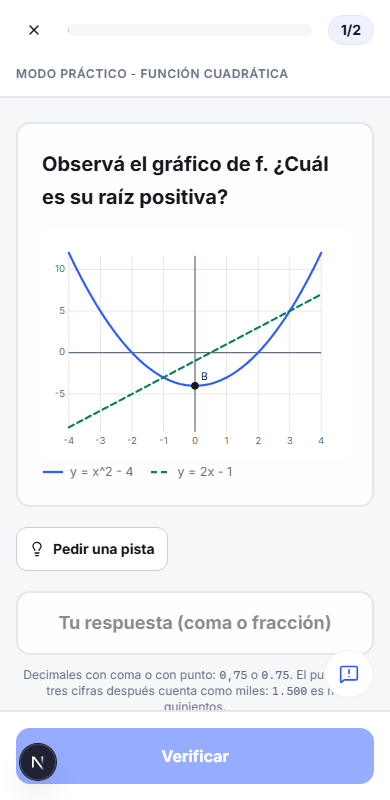 1/2
MODO PRÁCTICO - FUNCIÓN CUADRÁTICA
Observá el gráfico de f. ¿Cuál
es su raíz positiva?
10
5
0
-5
B
-4 -3 -2 -1 0 1 2 3 4
y = x^2 - 4 y = 2x - 1
Pedir una pista
Tu respuesta (coma o fracción)
Decimales con coma o con punto: 0,75 o 0.75. El
tres cifras después cuenta como miles: 1.500 es
quinientos.
Verificar
N